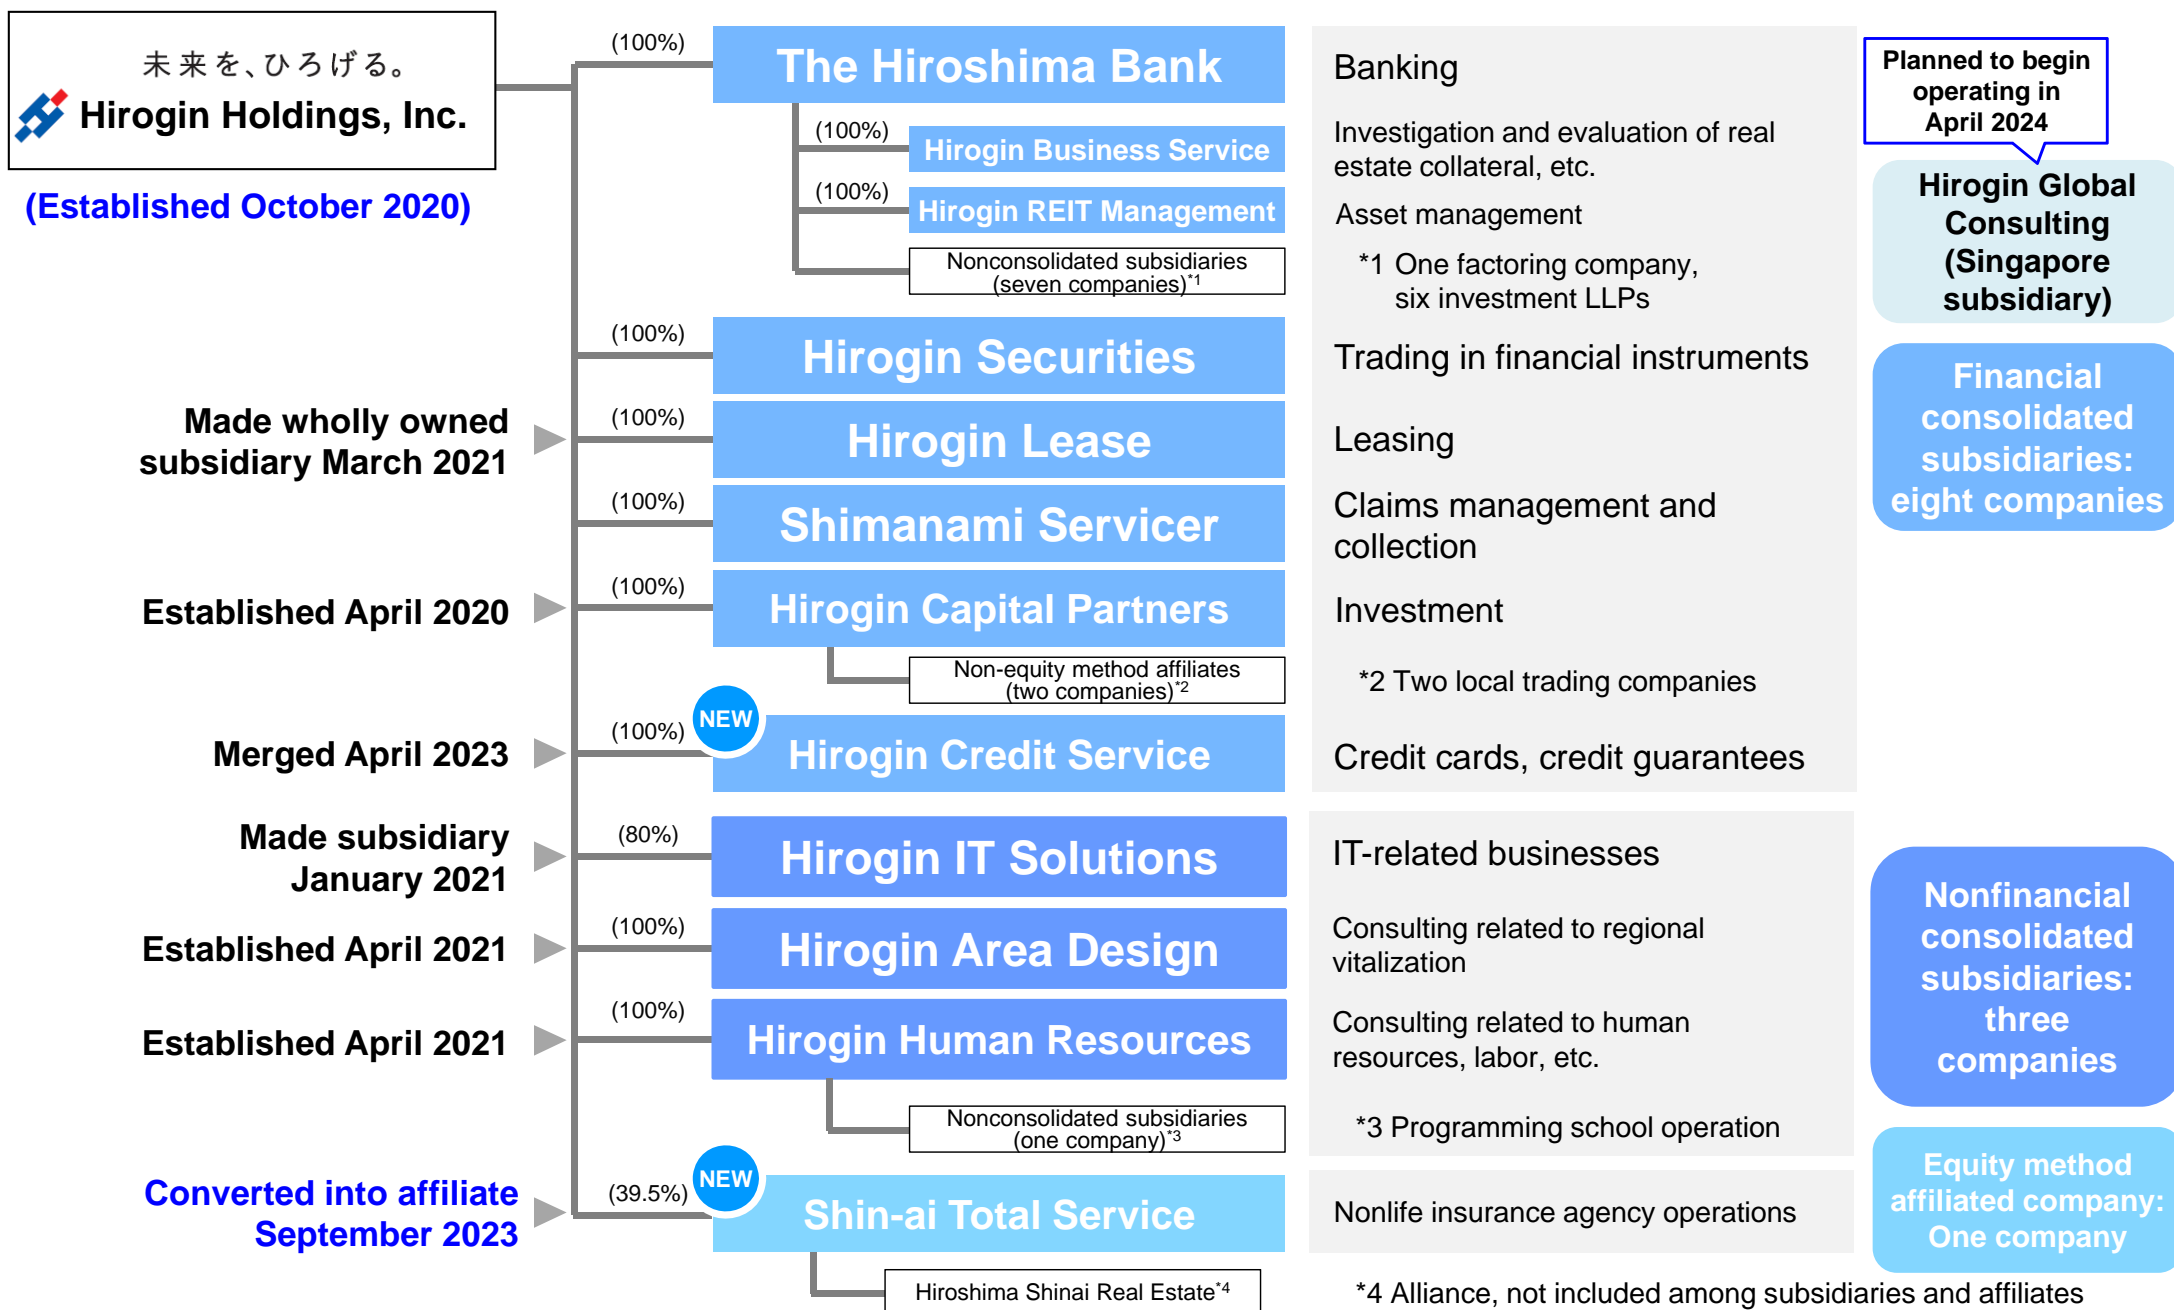 未来を、ひろげる。
Hirogin Holdings, Inc.
(Established October 2020)
(100%)
The Hiroshima Bank
Banking
(100%)
Hirogin Business Service
Investigation and evaluation of real
estate collateral, etc.
(100%)
Hirogin REIT Management
Asset management
Nonconsolidated subsidiaries
(seven companies)*1
*1 One factoring company,
six investment LLPs
Planned to begin
operating in
April 2024
Hirogin Global
Consulting
(Singapore
subsidiary)
(100%)
Hirogin Securities
Trading in financial instruments
Made wholly owned
subsidiary March 2021
(100%)
Hirogin Lease
Leasing
(100%)
Shimanami Servicer
Claims management and
collection
Established April 2020
(100%)
Hirogin Capital Partners
Investment
Non-equity method affiliates
(two companies)*2
*2 Two local trading companies
Merged April 2023
(100%)
NEW
Hirogin Credit Service
Credit cards, credit guarantees
Financial
consolidated
subsidiaries:
eight companies
Made subsidiary
January 2021
(80%)
Hirogin IT Solutions
IT-related businesses
Established April 2021
(100%)
Hirogin Area Design
Consulting related to regional
vitalization
Established April 2021
(100%)
Hirogin Human Resources
Consulting related to human
resources, labor, etc.
Nonconsolidated subsidiaries
(one company)*3
*3 Programming school operation
Nonfinancial
consolidated
subsidiaries:
three
companies
Converted into affiliate
September 2023
(39.5%)
NEW
Shin-ai Total Service
Nonlife insurance agency operations
Equity method
affiliated company:
One company
Hiroshima Shinai Real Estate*4
*4 Alliance, not included among subsidiaries and affiliates